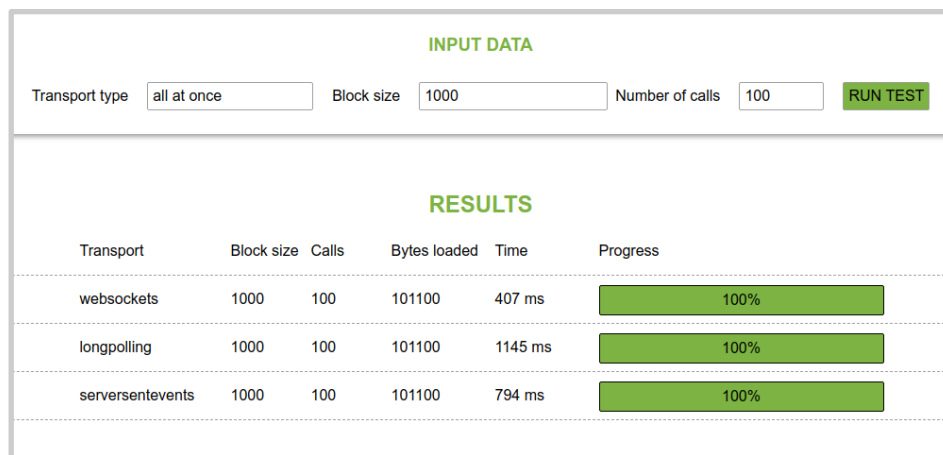 INPUT DATA
Transport type all at once Block size 1000 Number of calls 100 RUN TEST
RESULTS
Transport Block size Calls Bytes loaded Time Progress
websockets 1000 100 101100 407 ms 100%
longpolling 1000 100 101100 1145 ms 100%
serversentevents 1000 100 101100 794 ms 100%